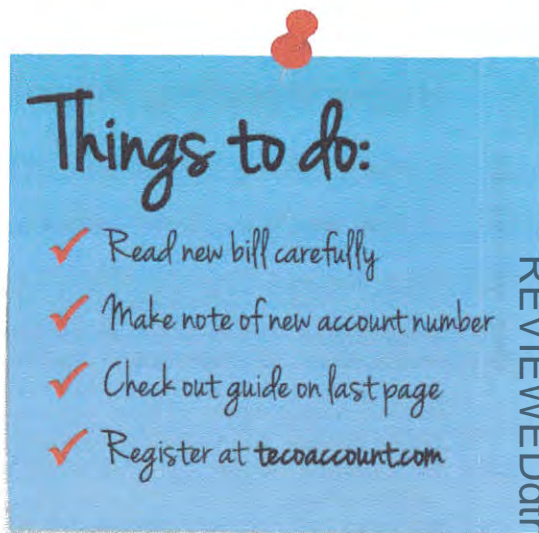 Things to do:
Read new bill carefully
Make note of new account number
Check out guide on last page
Register at tecoaccount.com